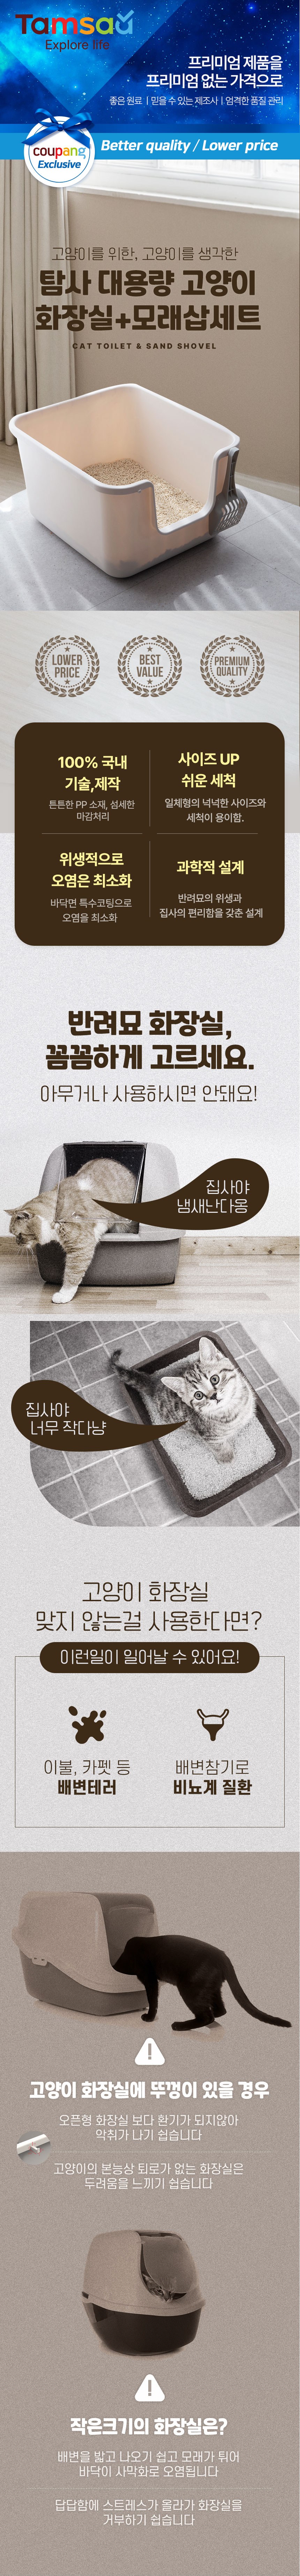 Tamsaa
Explore life
프리미엄 제품을
프리미엄 없는 가격으로
좋은 원료 | 믿을 수 있는 제조사 | 엄격한 품질 관리
coupang
Exclusive
Better quality / Lower price
고양이를 위한, 고양이를 생각한
탐사 대용량 고양이
화장실+모래삽세트
CAT TOILET & SAND SHOVEL
LOWER
PRICE
BEST
VALUE
PREMIUM
QUALITY
100% 국내
기술,제작
튼튼한 PP 소재, 섬세한
마감처리
사이즈 UP
쉬운 세척
일체형의 넉넉한 사이즈와
세척이 용이함.
위생적으로
오염은 최소화
바닥면 특수코팅으로
오염을 최소화
과학적 설계
반려묘의 위생과
집사의 편리함을 갖춘 설계
반려묘 화장실,
꼼꼼하게 고르세요.
아무거나 사용하시면 안돼요!
집사야
냄새난다옹
집사야
너무 작다냥
고양이 화장실
맞지 않는걸 사용한다면?
이런일이 일어날 수 있어요!
이불, 카펫 등
배변테러
배변참기로
비뇨계 질환
고양이 화장실에 뚜껑이 있을 경우
오픈형 화장실 보다 환기가 되지않아
악취가 나기 쉽습니다
고양이의 본능상 퇴로가 없는 화장실은
두려움을 느끼기 쉽습니다
작은크기의 화장실은?
배변을 밟고 나오기 쉽고 모래가 튀어
바닥이 사막화로 오염됩니다
답답함에 스트레스가 올라가 화장실을
거부하기 쉽습니다